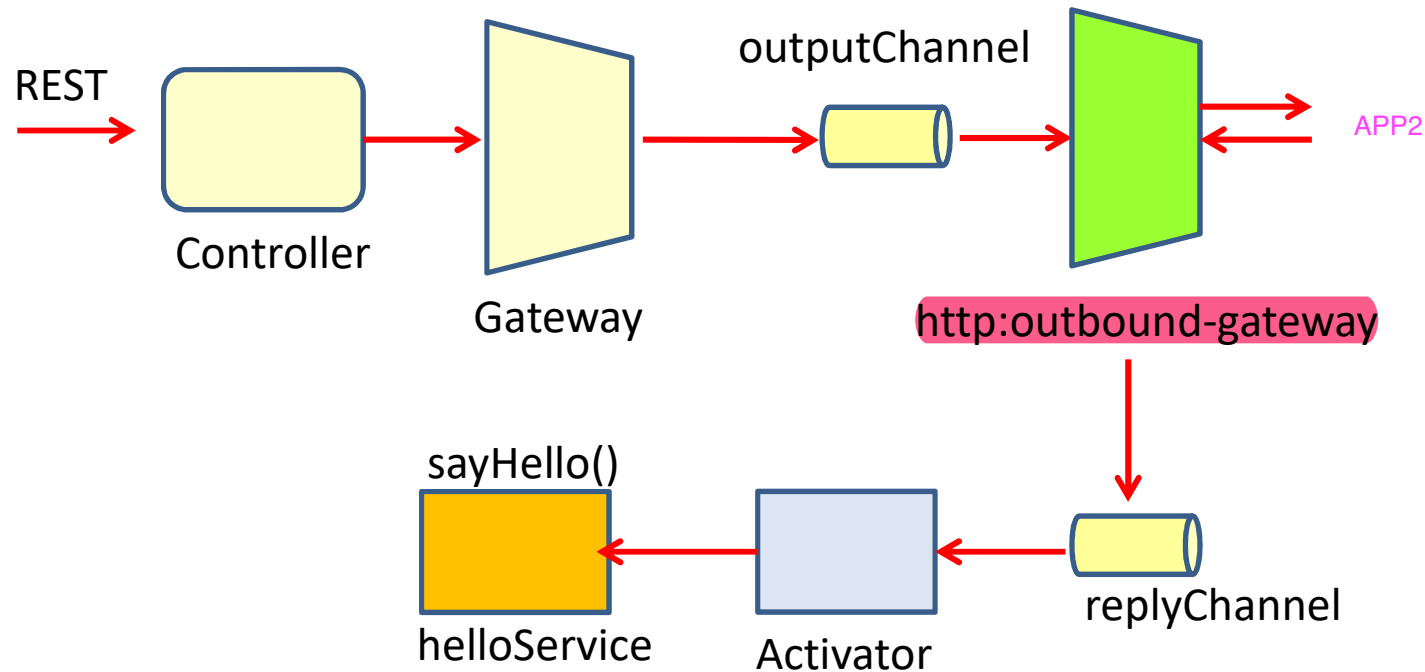 REST
Controller
Gateway
outputChannel
APP2
http:outbound-gateway
sayHello()
helloService
Activator
replyChannel